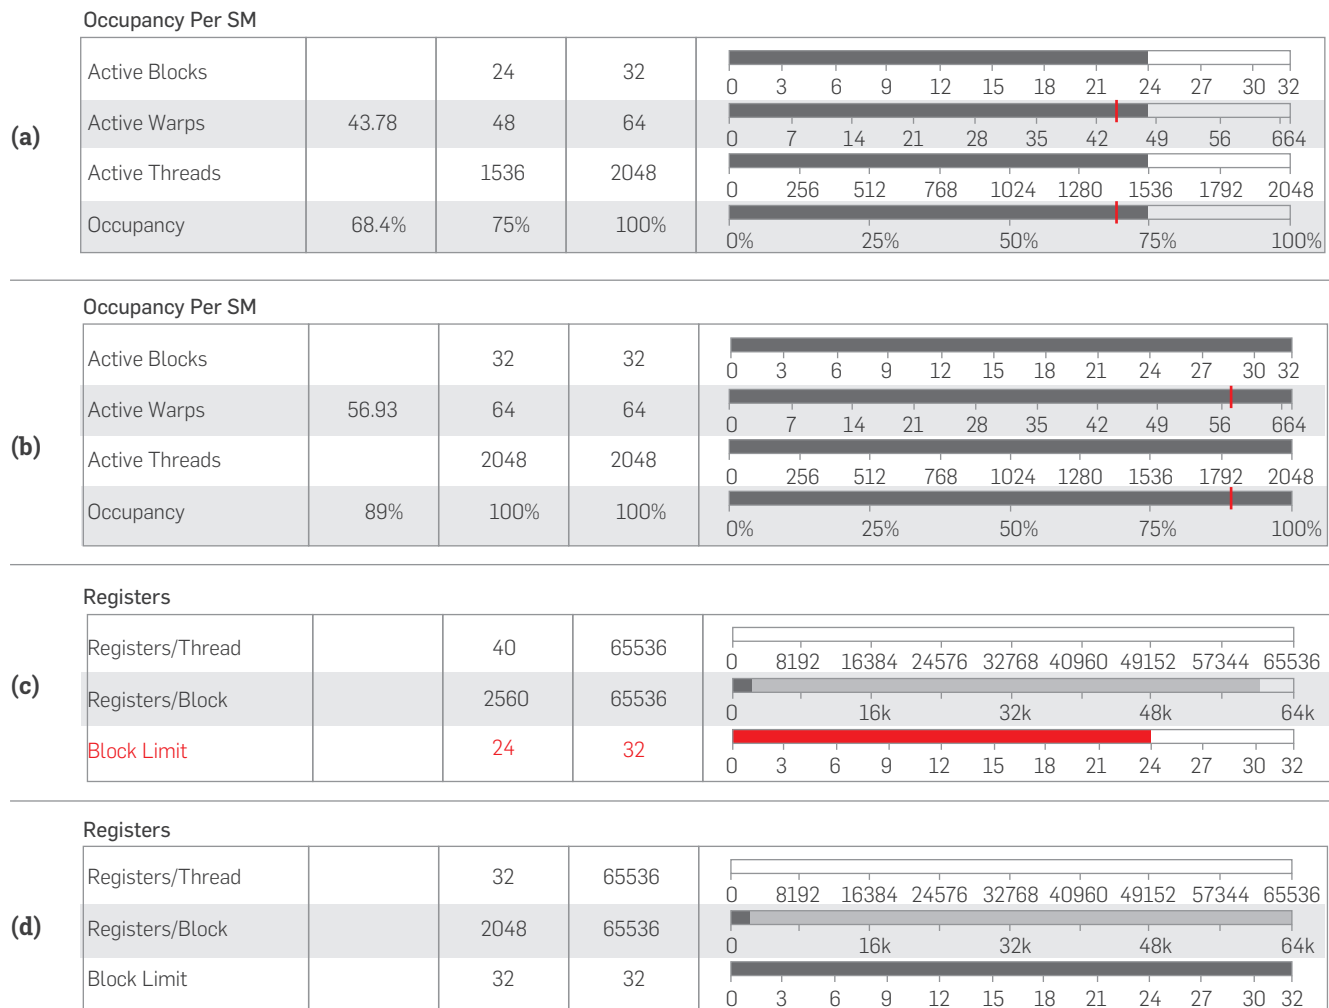 Occupancy Per SM
(a)
Active Blocks 24 32
0 3 6 9 12 15 18 21 24 27 30 32
Active Warps 43.78 48 64
0 7 14 21 28 35 42 49 56 664
Active Threads 1536 2048
0 256 512 768 1024 1280 1536 1792 2048
Occupancy 68.4% 75% 100%
0% 25% 50% 75% 100%
Occupancy Per SM
(b)
Active Blocks 32 32
0 3 6 9 12 15 18 21 24 27 30 32
Active Warps 56.93 64 64
0 7 14 21 28 35 42 49 56 664
Active Threads 2048 2048
0 256 512 768 1024 1280 1536 1792 2048
Occupancy 89% 100% 100%
0% 25% 50% 75% 100%
Registers
(c)
Registers/Thread 40 65536
0 8192 16384 24576 32768 40960 49152 57344 65536
Registers/Block 2560 65536
0 16k 32k 48k 64k
Block Limit 24 32
0 3 6 9 12 15 18 21 24 27 30 32
Registers
(d)
Registers/Thread 32 65536
0 8192 16384 24576 32768 40960 49152 57344 65536
Registers/Block 2048 65536
0 16k 32k 48k 64k
Block Limit 32 32
0 3 6 9 12 15 18 21 24 27 30 32